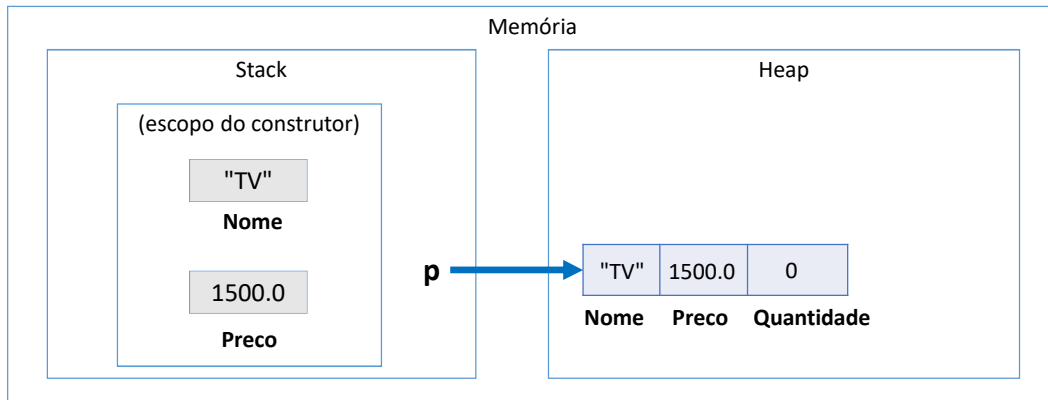 Memória
Stack
(escopo do construtor)
"TV"
Nome
1500.0
Preco
p
Heap
"TV" 1500.0 0
Nome Preco Quantidade